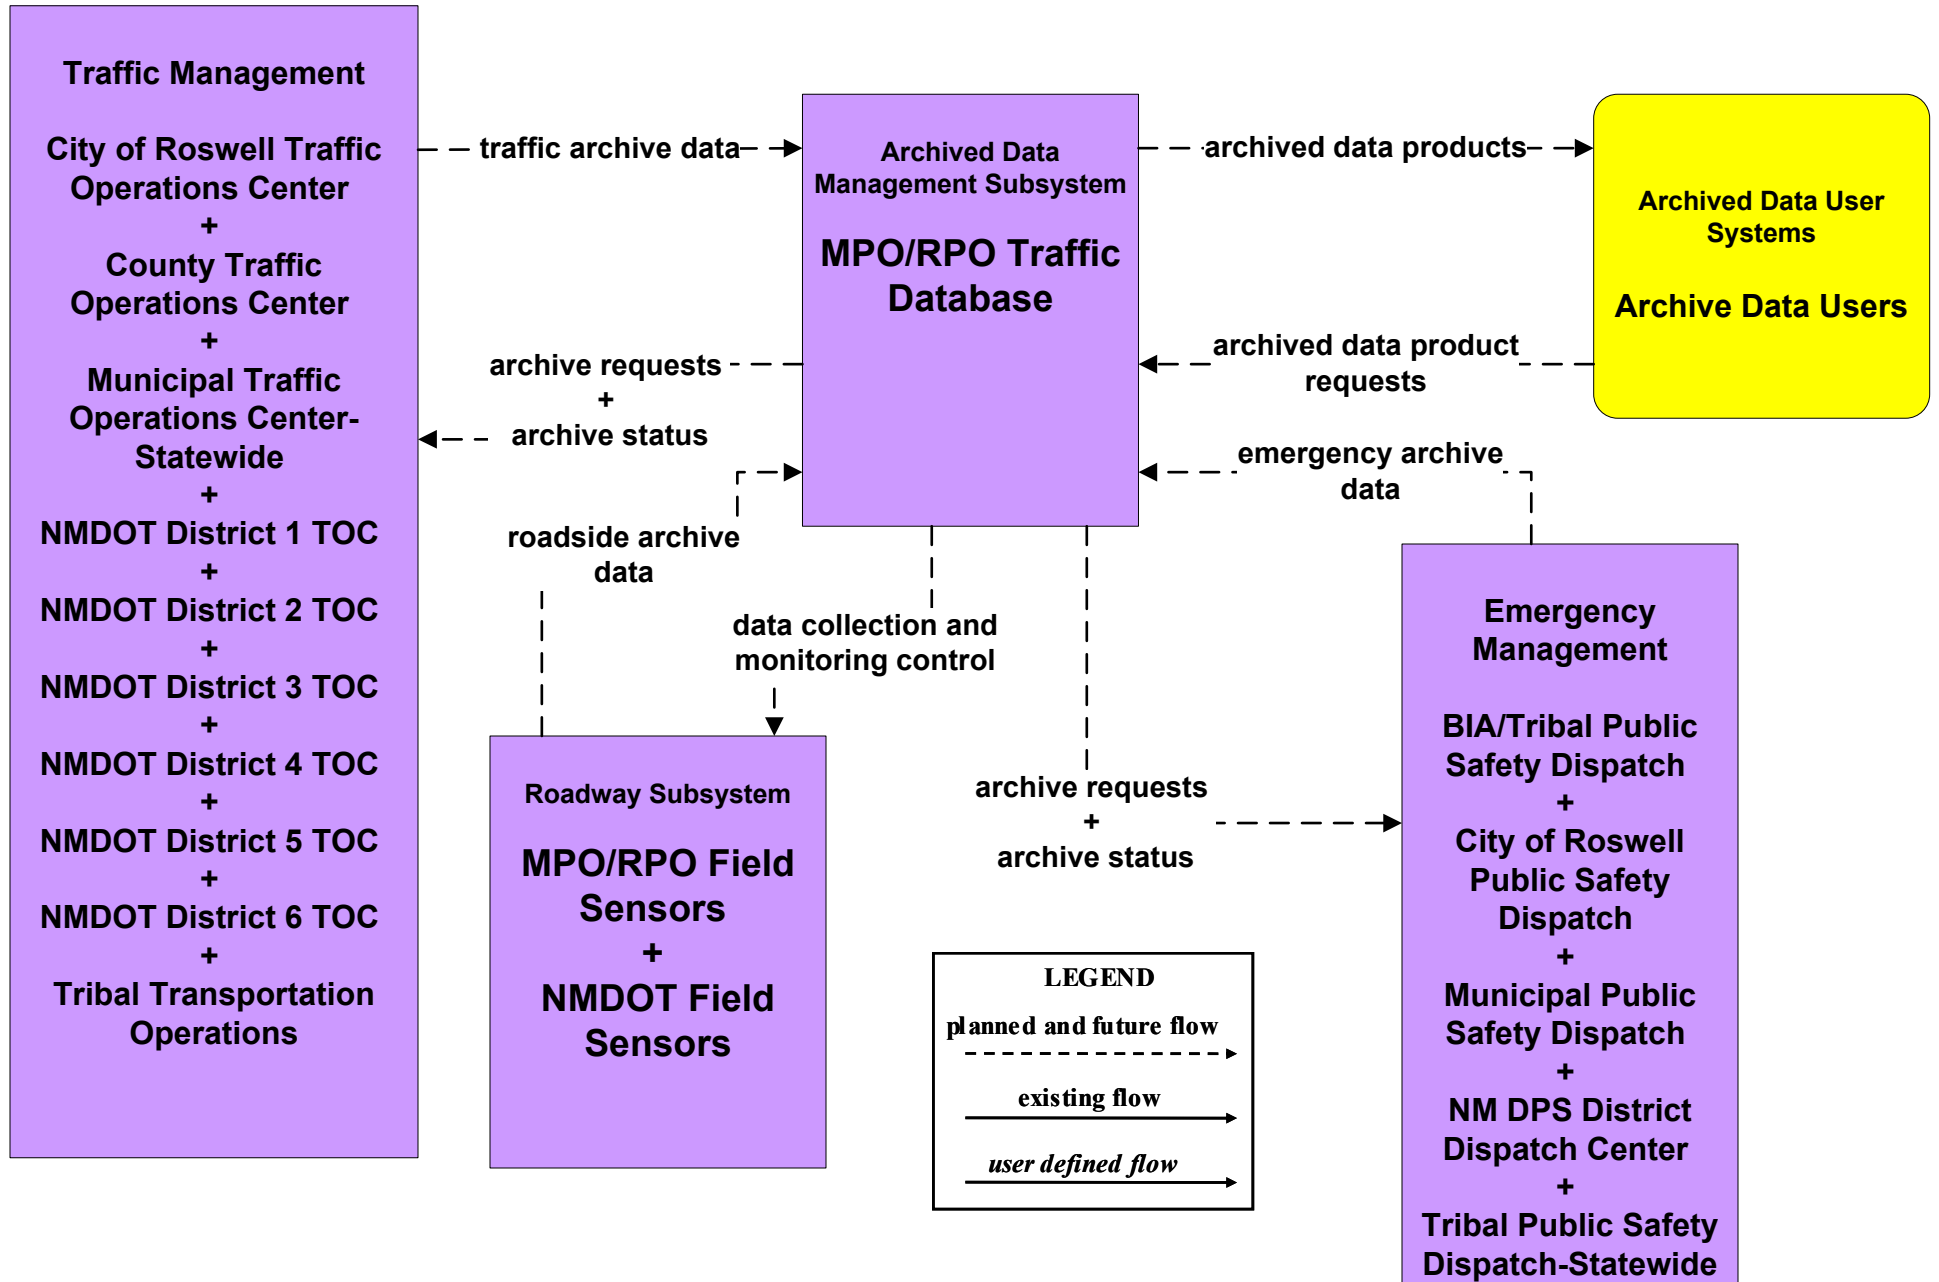 Traffic Management
City of Roswell Traffic
Operations Center
+
County Traffic
Operations Center
+
Municipal Traffic
Operations Center-
Statewide
+
NMDOT District 1 TOC
+
NMDOT District 2 TOC
+
NMDOT District 3 TOC
+
NMDOT District 4 TOC
+
NMDOT District 5 TOC
+
NMDOT District 6 TOC
+
Tribal Transportation
Operations
traffic archive data
archive requests
+
archive status
roadside archive
data
Archived Data
Management Subsystem
MPO/RPO Traffic
Database
data collection and
monitoring control
Roadway Subsystem
MPO/RPO Field
Sensors
+
NMDOT Field
Sensors
archived data products
archived data product
requests
Archived Data User
Systems
Archive Data Users
emergency archive
data
archive requests
+
archive status
Emergency
Management
BIA/Tribal Public
Safety Dispatch
+
City of Roswell
Public Safety
Dispatch
+
Municipal Public
Safety Dispatch
+
NM DPS District
Dispatch Center
+
Tribal Public Safety
Dispatch-Statewide
LEGEND
planned and future flow
existing flow
user defined flow